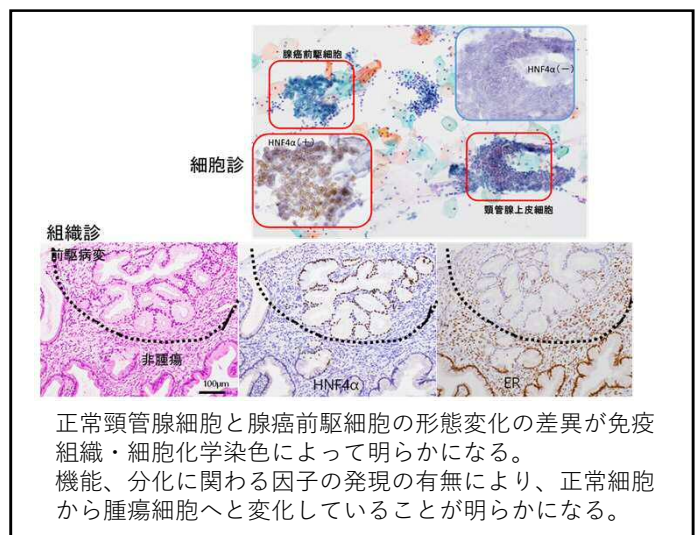 腺癌前駆細胞
HNF4α(ー)
細胞診
HNF4α(+)
頸管腺上皮細胞
組織診
前駆病変
非腫瘍
100μm
HNF4α
ER
正常頸管腺細胞と腺癌前駆細胞の形態変化の差異が免疫
組織・細胞化学染色によって明らかになる。
機能、分化に関わる因子の発現の有無により、正常細胞
から腫瘍細胞へと変化していることが明らかになる。